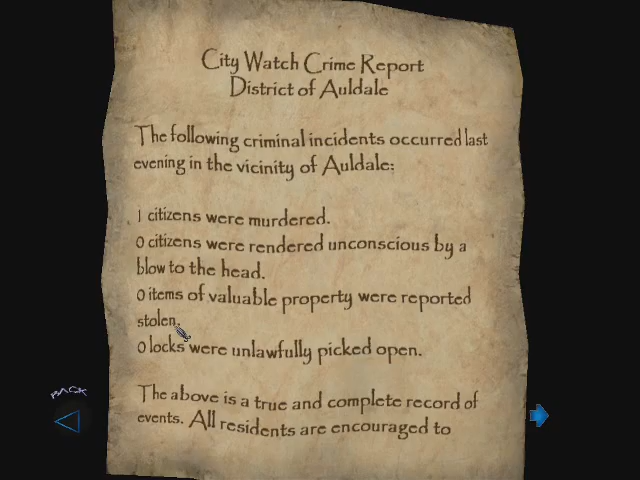 City Watch Crime Report
District of Auldale
The following criminal incidents occurred last
evening in the vicinity of Auldale:
1 citizens were murdered.
0 citizens were rendered unconscious by a
blow to the head.
0 items of valuable property were reported
stolen.
0 locks were unlawfully picked open.
The above is a true and complete record of
events. All residents are encouraged to
BACK